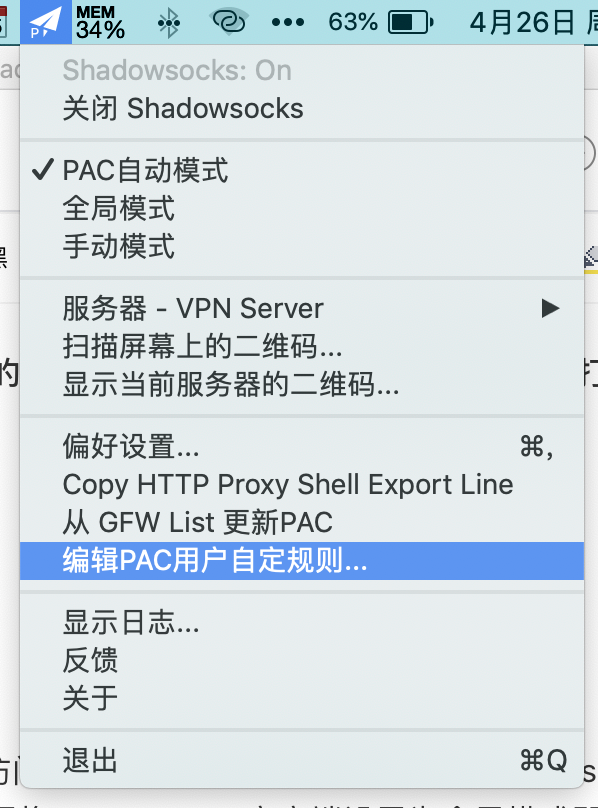 MEM
34%
63%
4月26日
Shadowsocks: On
关闭 Shadowsocks
PAC自动模式
全局模式
手动模式
服务器 - VPN Server
扫描屏幕上的二维码...
显示当前服务器的二维码...
偏好设置... ⌘,
Copy HTTP Proxy Shell Export Line
从 GFW List 更新PAC
编辑PAC用户自定规则...
显示日志...
反馈
关于
退出 ⌘Q